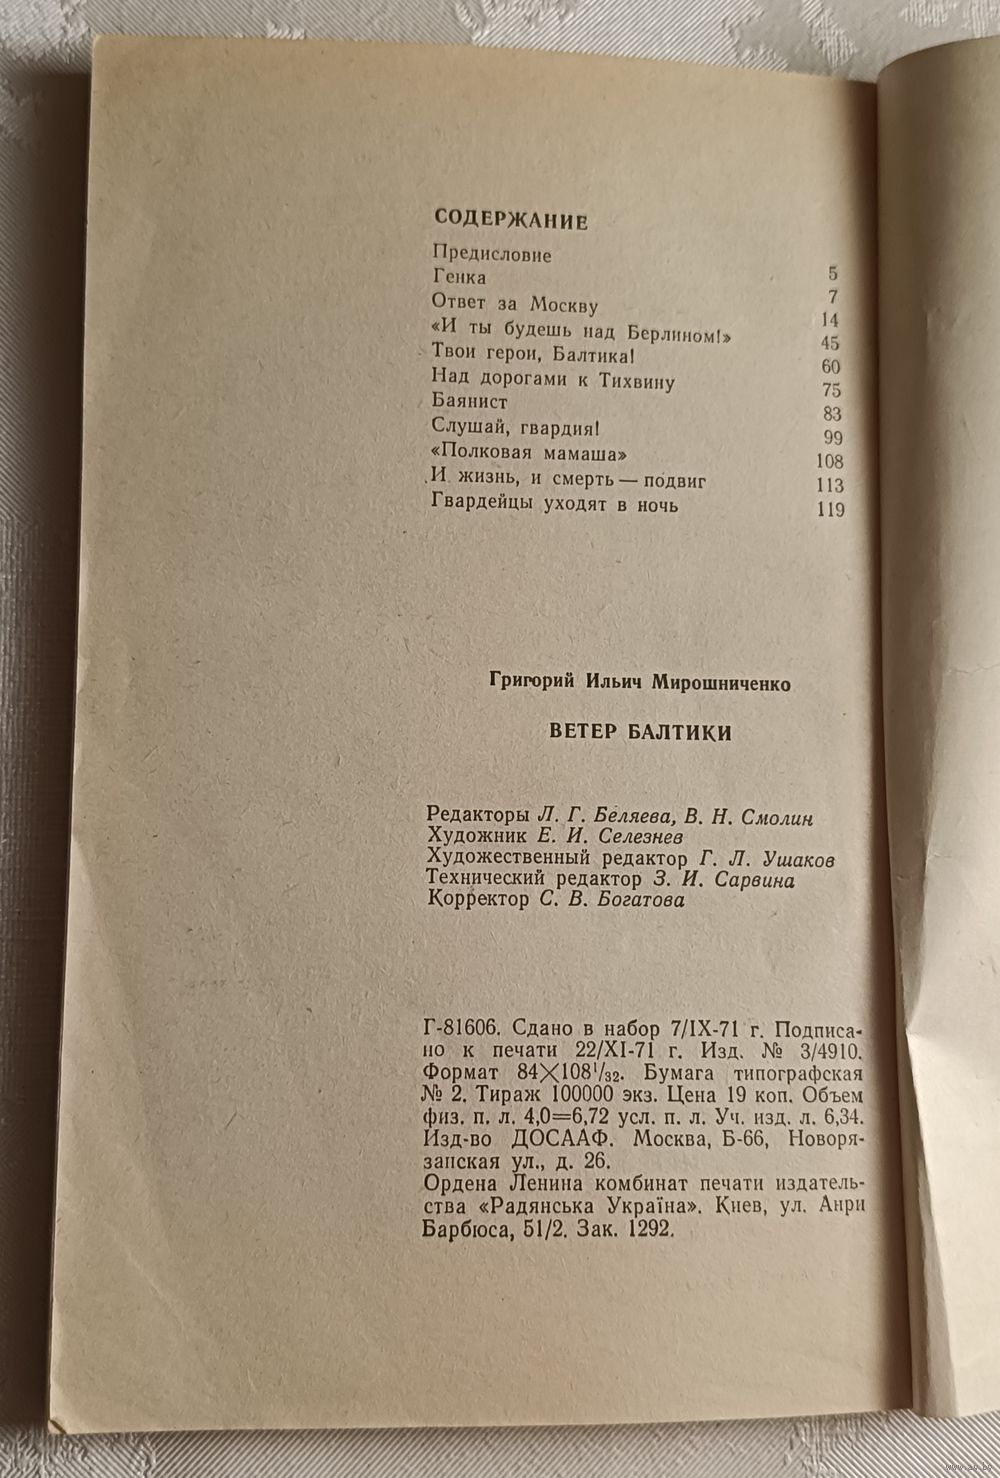 СОДЕРЖАНИЕ
Предисловие 5
Генка 7
Ответ за Москву 14
«И ты будешь над Берлином!» 45
Твои герои, Балтика! 60
Над дорогами к Тихвину 75
Баянист 83
Слушай, гвардия! 99
«Полковая мамаша» 108
И жизнь, и смерть — подвиг 113
Гвардейцы уходят в ночь 119
Григорий Ильич Мирошниченко
ВЕТЕР БАЛТИКИ
Редакторы Л. Г. Беляева, В. Н. Смолин
Художник Е. И. Селезнев
Художественный редактор Г. Л. Ушаков
Технический редактор З. И. Сарвина
Корректор С. В. Богатова
Г-81606. Сдано в набор 7/IX-71 г. Подписа-
но к печати 22/XI-71 г. Изд. № 3/4910.
Формат 84×108¹/₃₂. Бумага типографская
№ 2. Тираж 100000 экз. Цена 19 коп. Объем
физ. п. л. 4,0=6,72 усл. п. л. Уч. изд. л. 6,34.
Изд-во ДОСААФ. Москва, Б-66, Новоря-
занская ул., д. 26.
Ордена Ленина комбинат печати издатель-
ства «Радянська Україна». Киев, ул. Анри
Барбюса, 51/2. Зак. 1292.